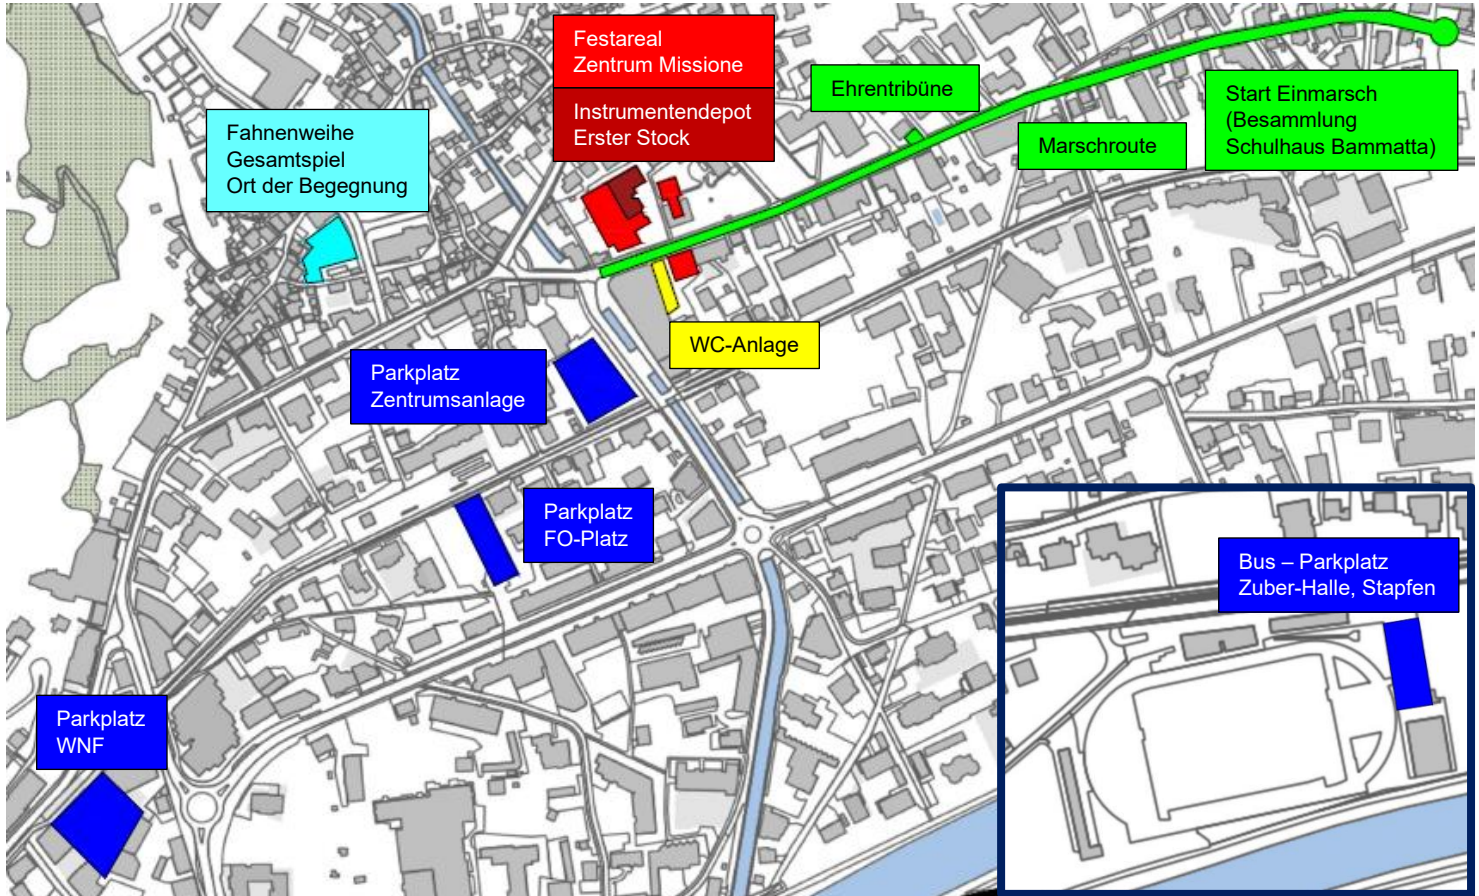 Festareal
Zentrum Missione
Instrumentendepot
Erster Stock
Ehrentribüne
Start Einmarsch
(Besammlung
Schulhaus Bammatta)
Marschroute
Fahnenweihe
Gesamtspiel
Ort der Begegnung
WC-Anlage
Parkplatz
Zentrumsanlage
Parkplatz
FO-Platz
Bus – Parkplatz
Zuber-Halle, Stapfen
Parkplatz
WNF